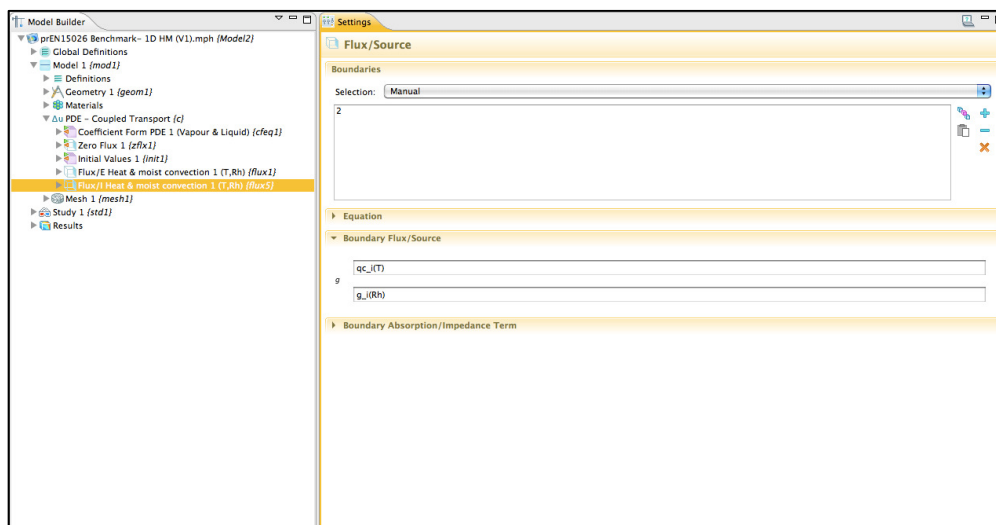 Model Builder
prEN15026 Benchmark- 1D HM (V1).mph {Model2}
Global Definitions
Model 1 {mod1}
Definitions
Geometry 1 {geom1}
Materials
Δu PDE - Coupled Transport {c}
Coefficient Form PDE 1 (Vapour & Liquid) {cfeq1}
Zero Flux 1 {zflx1}
Initial Values 1 {init1}
Flux/E Heat & moist convection 1 (T,Rh) {flux1}
Flux/I Heat & moist convection 1 (T,Rh) {flux5}
Mesh 1 {mesh1}
Study 1 {std1}
Results
Settings
Flux/Source
Boundaries
Selection: Manual
2
Equation
Boundary Flux/Source
g
qc_i(T)
g_i(Rh)
Boundary Absorption/Impedance Term